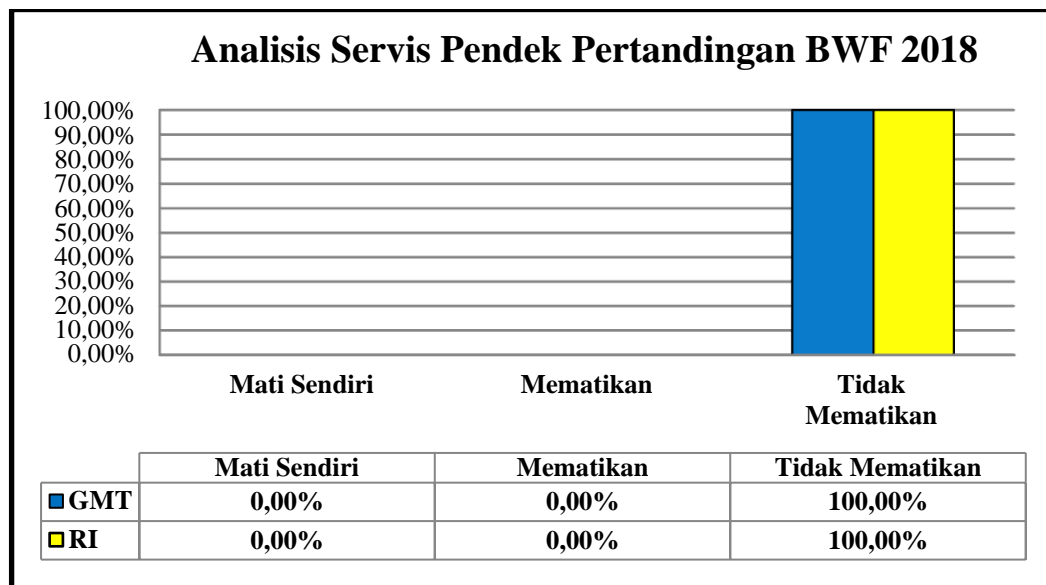 Analisis Servis Pendek Pertandingan BWF 2018
100,00%
90,00%
80,00%
70,00%
60,00%
50,00%
40,00%
30,00%
20,00%
10,00%
0,00%
Mati Sendiri Mematikan Tidak
Mematikan
Mati Sendiri Mematikan Tidak Mematikan
GMT 0,00% 0,00% 100,00%
RI 0,00% 0,00% 100,00%